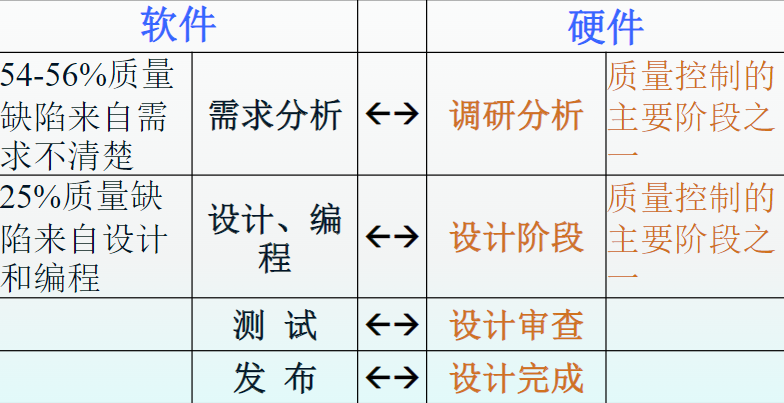 软件
硬件
54-56%质量
缺陷来自需
求不清楚
需求分析
←→
调研分析
质量控制的
主要阶段之
一
25%质量缺
陷来自设计
和编程
设计、编
程
←→
设计阶段
质量控制的
主要阶段之
一
测 试
←→
设计审查
发 布
←→
设计完成